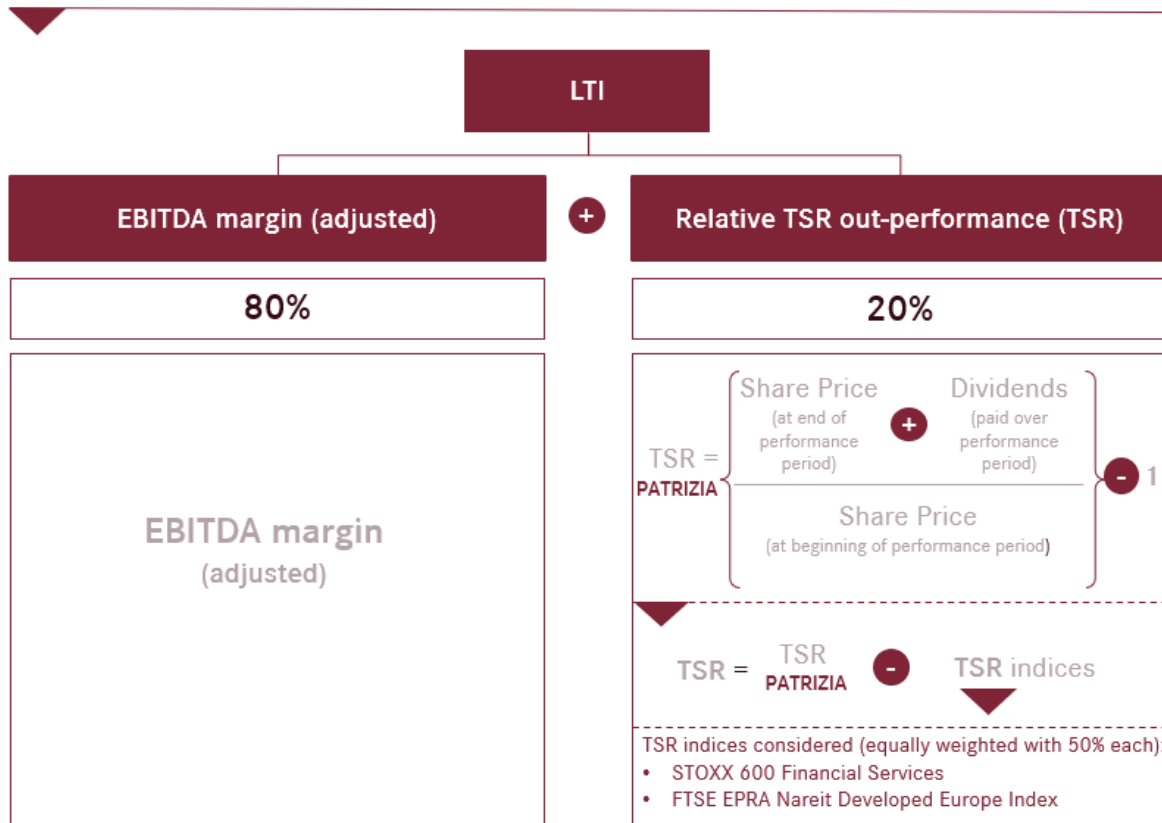 LTI
EBITDA margin (adjusted)
+
Relative TSR out-performance (TSR)
80%
20%
EBITDA margin
(adjusted)
TSR =
PATRIZIA
Share Price
(at end of
performance
period)
+
Dividends
(paid over
performance
period)
Share Price
(at beginning of performance period)
- 1
TSR = TSR
PATRIZIA
-
TSR indices
TSR indices considered (equally weighted with 50% each):
• STOXX 600 Financial Services
• FTSE EPRA Nareit Developed Europe Index